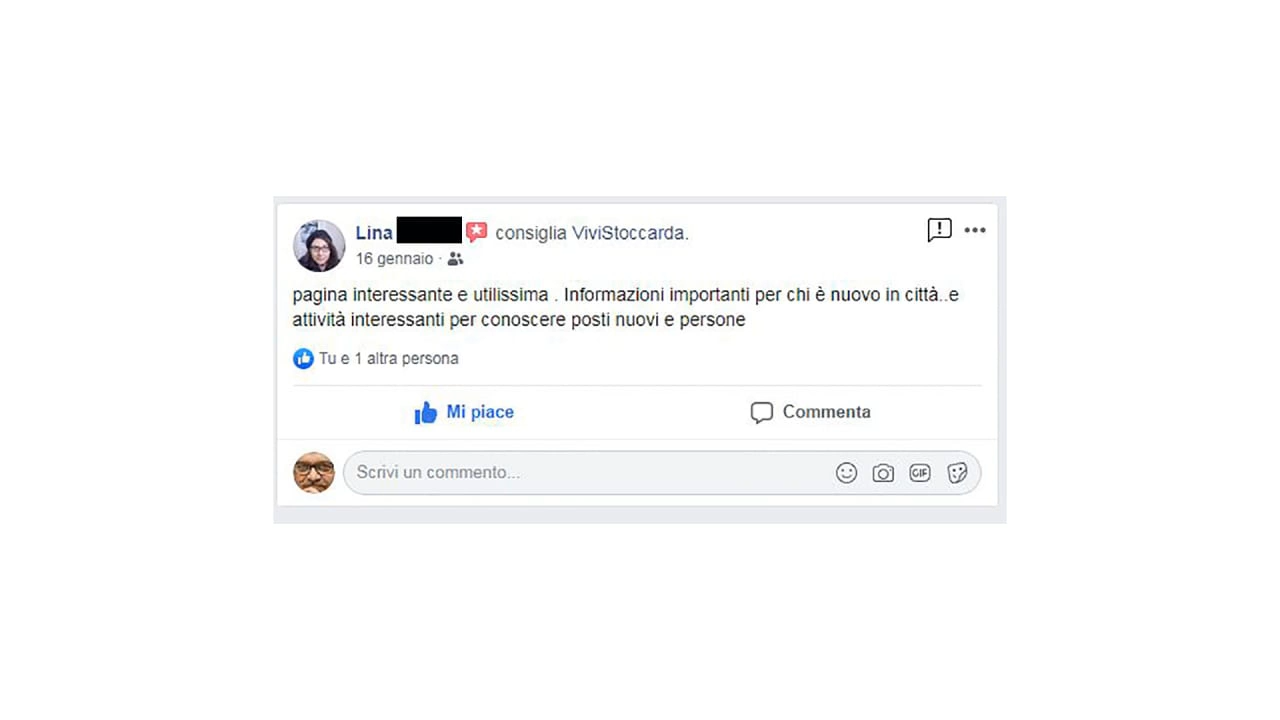 Lina consiglia ViviStoccarda.
16 gennaio ·
pagina interessante e utilissima . Informazioni importanti per chi è nuovo in città..e
attività interessanti per conoscere posti nuovi e persone
Tu e 1 altra persona
Mi piace Commenta
Scrivi un commento... GIF